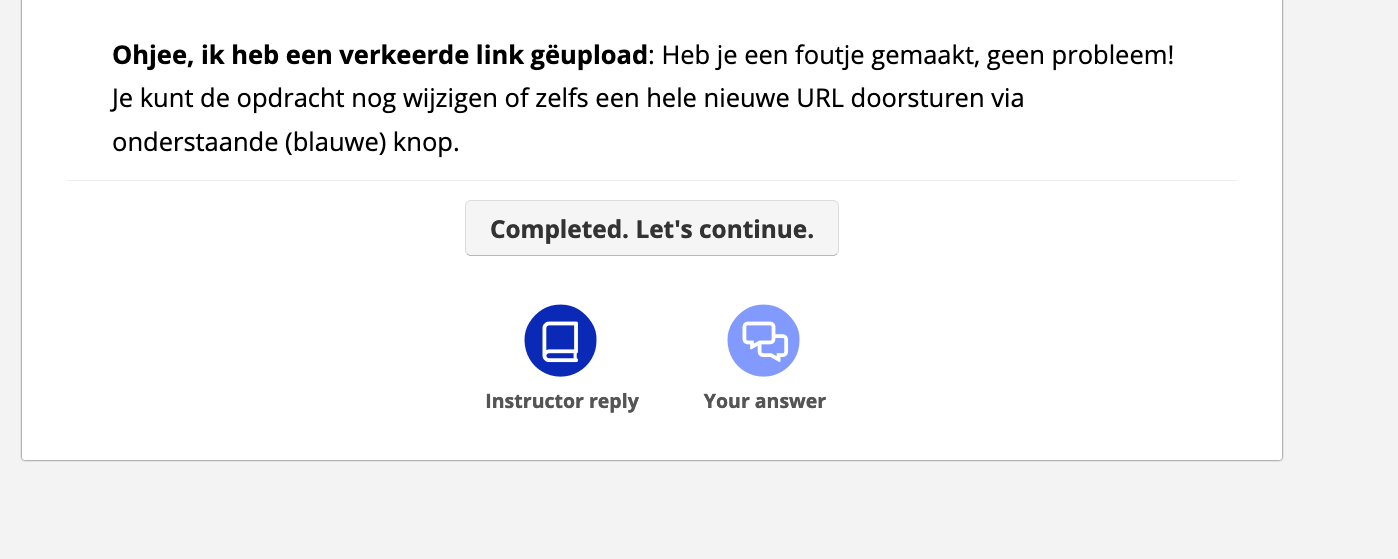 Ohjee, ik heb een verkeerde link gëupload: Heb je een foutje gemaakt, geen probleem!
Je kunt de opdracht nog wijzigen of zelfs een hele nieuwe URL doorsturen via
onderstaande (blauwe) knop.
Completed. Let's continue.
Instructor reply
Your answer